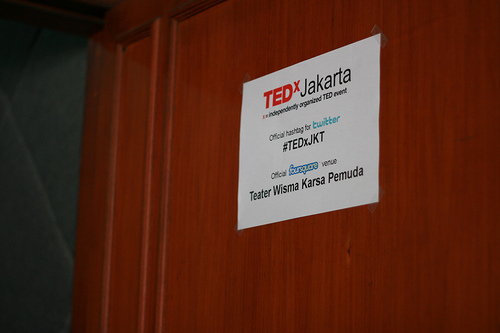 TEDxJakarta
x = independently organized TED event
Official hashtag for twitter
#TEDxJKT
Official foursquare venue
Teater Wisma Karsa Pemuda